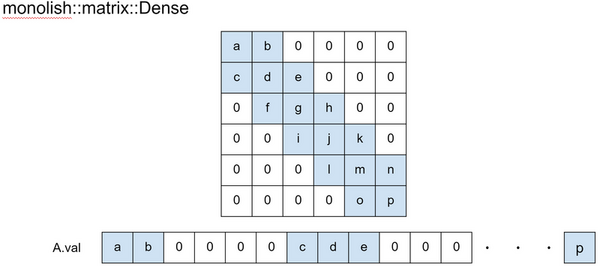 monolish::matrix::Dense
a b 0 0 0 0
c d e 0 0 0
0 f g h 0 0
0 0 i j k 0
0 0 0 l m n
0 0 0 0 o p
A.val a b 0 0 0 0 c d e 0 0 0 · · · p